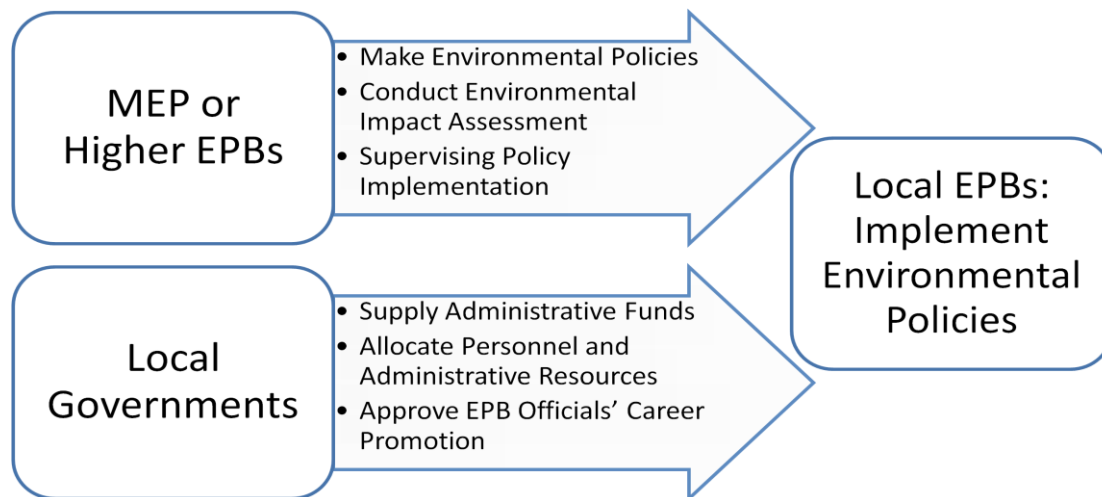 MEP or
Higher EPBs
• Make Environmental Policies
• Conduct Environmental
Impact Assessment
• Supervising Policy
Implementation
Local
Governments
• Supply Administrative Funds
• Allocate Personnel and
Administrative Resources
• Approve EPB Officials’ Career
Promotion
Local EPBs:
Implement
Environmental
Policies